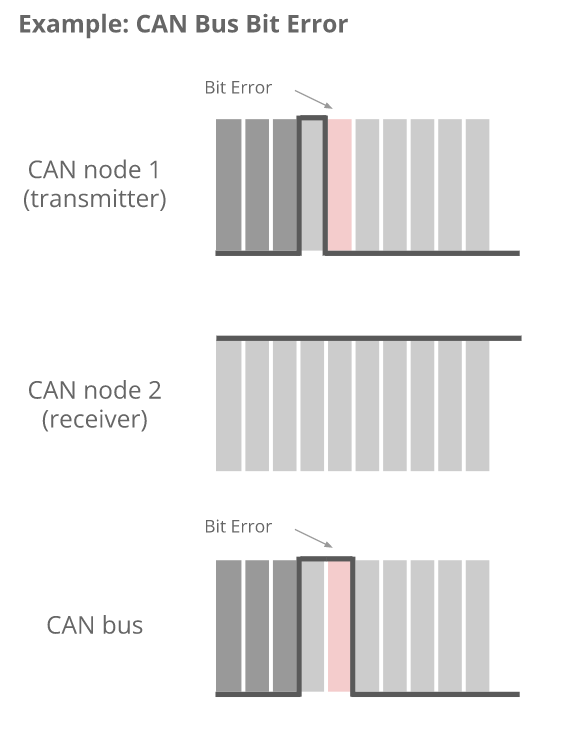 Example: CAN Bus Bit Error
Bit Error
CAN node 1
(transmitter)
CAN node 2
(receiver)
Bit Error
CAN bus